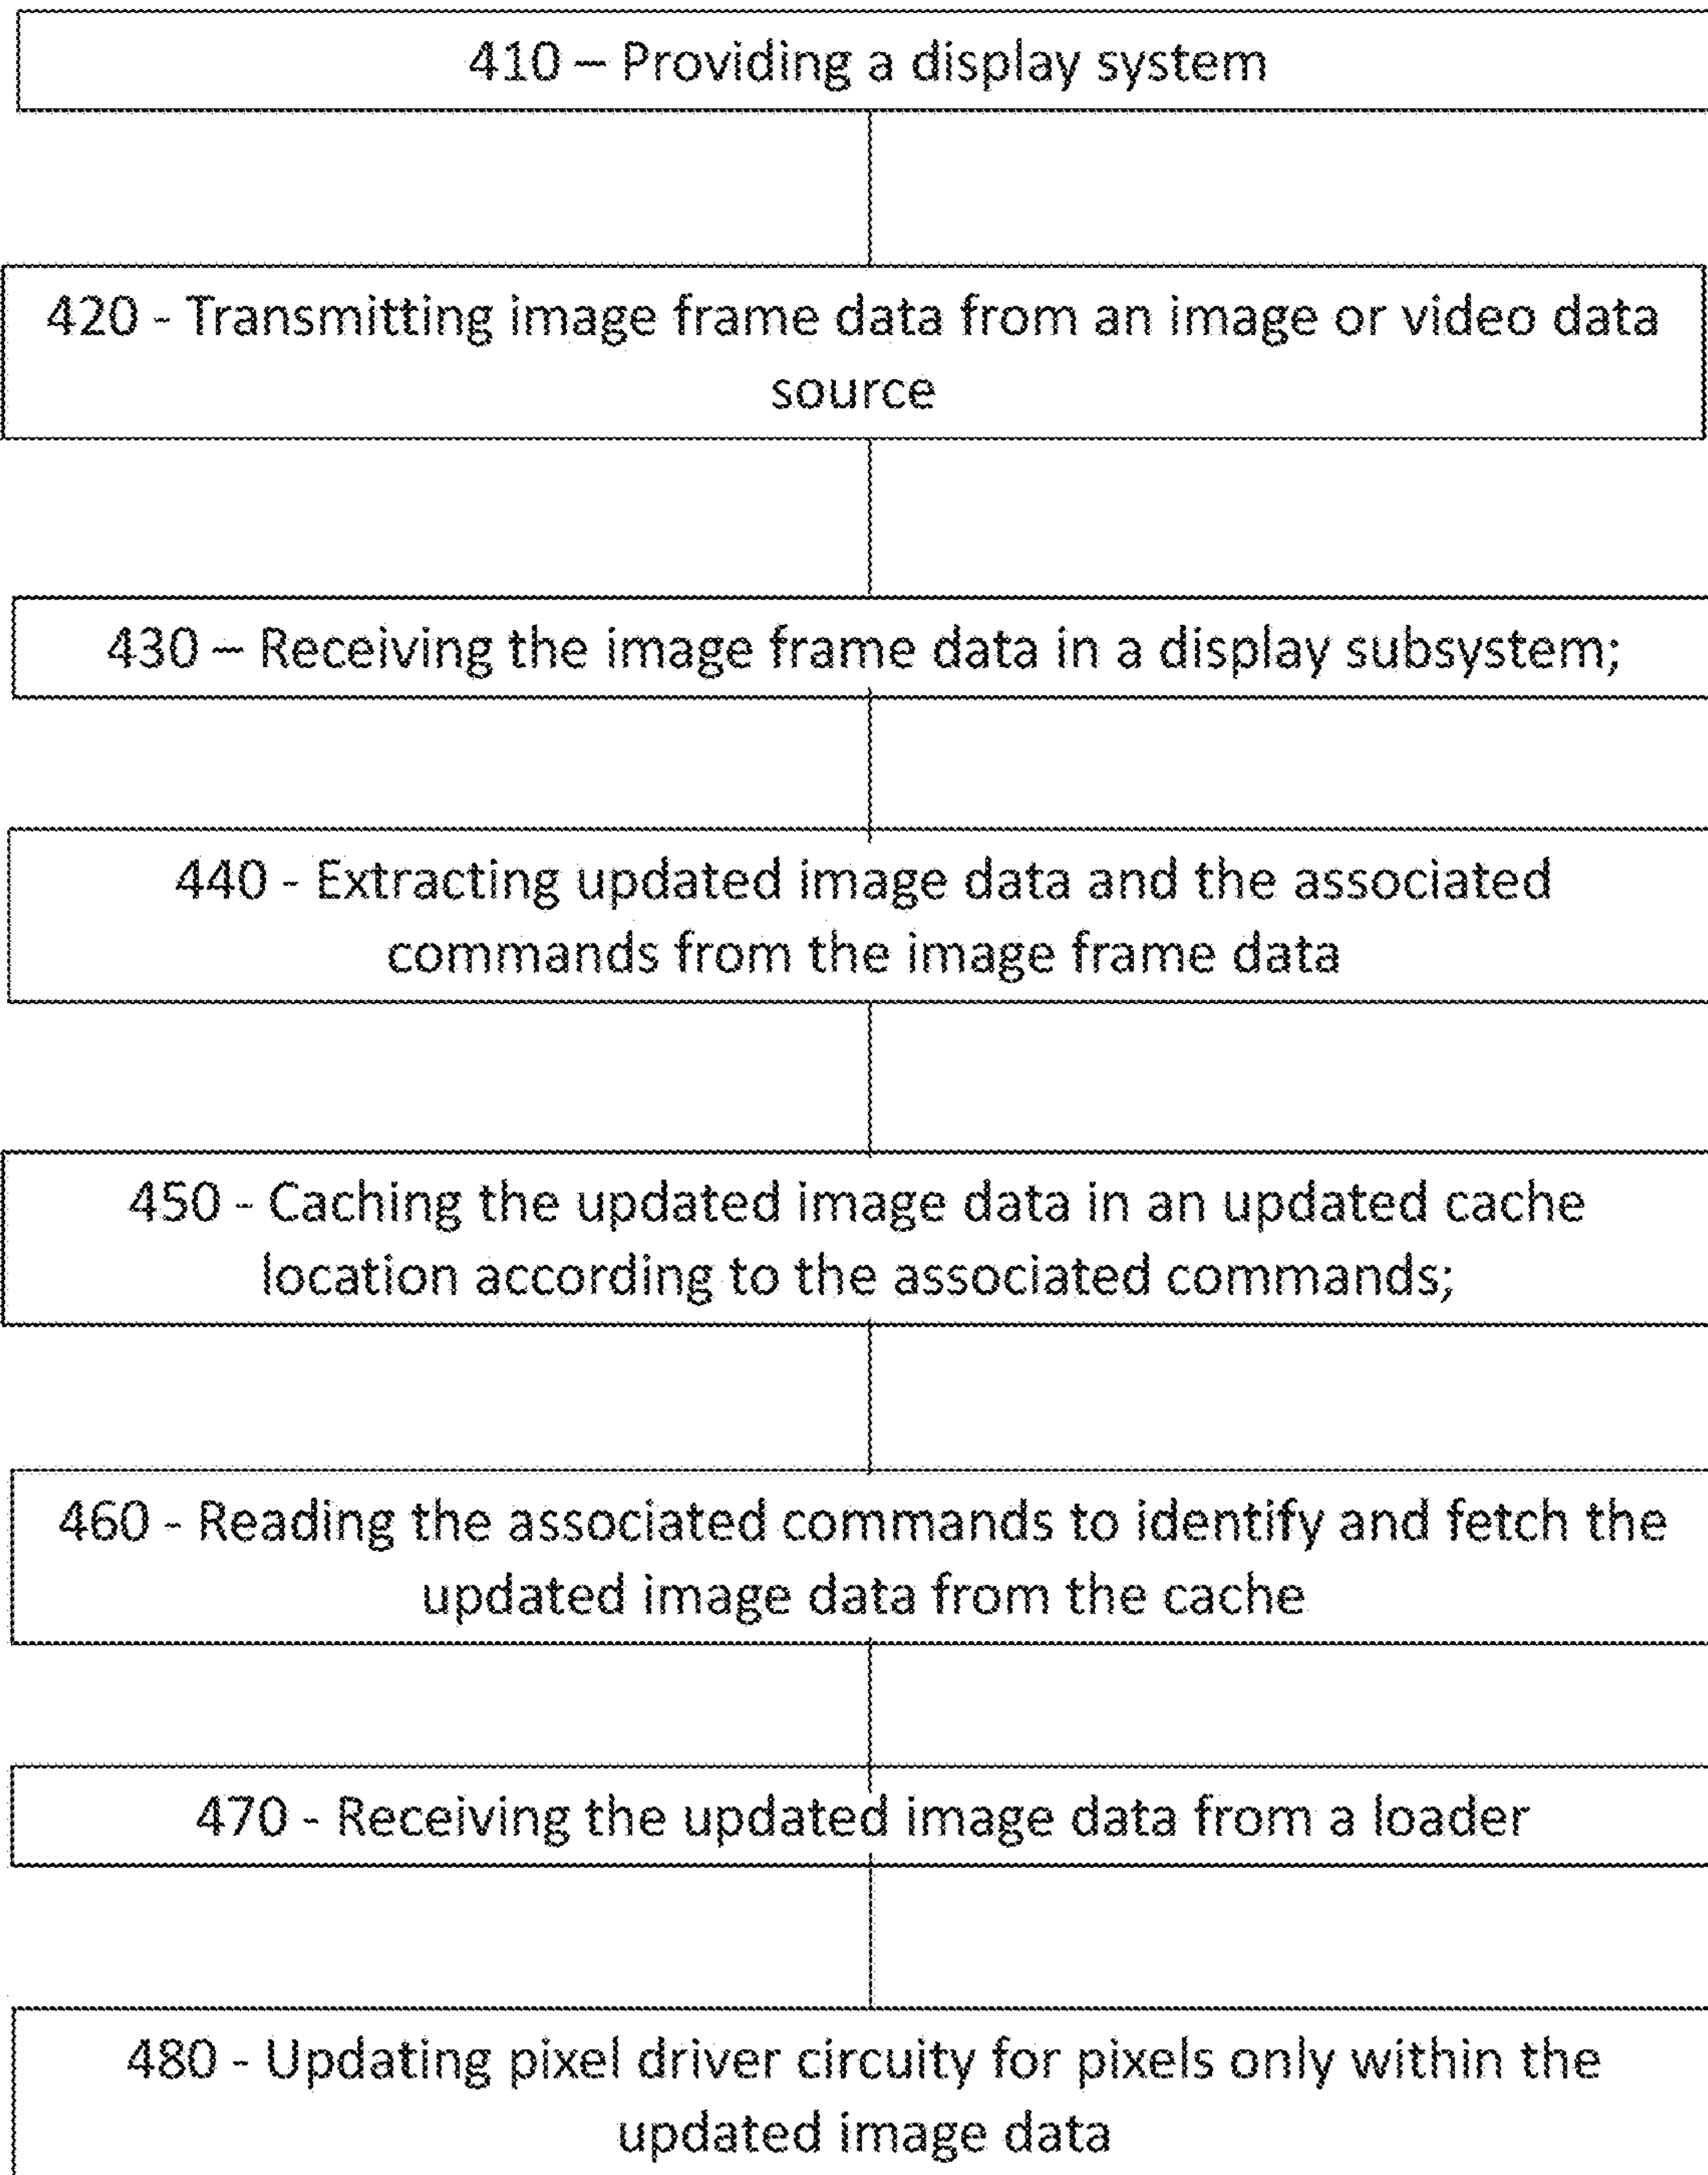 410 – Providing a display system
420 - Transmitting image frame data from an image or video data
source
430 – Receiving the image frame data in a display subsystem;
440 - Extracting updated image data and the associated
commands from the image frame data
450 - Caching the updated image data in an updated cache
location according to the associated commands;
460 - Reading the associated commands to identify and fetch the
updated image data from the cache
470 - Receiving the updated image data from a loader
480 - Updating pixel driver circuity for pixels only within the
updated image data